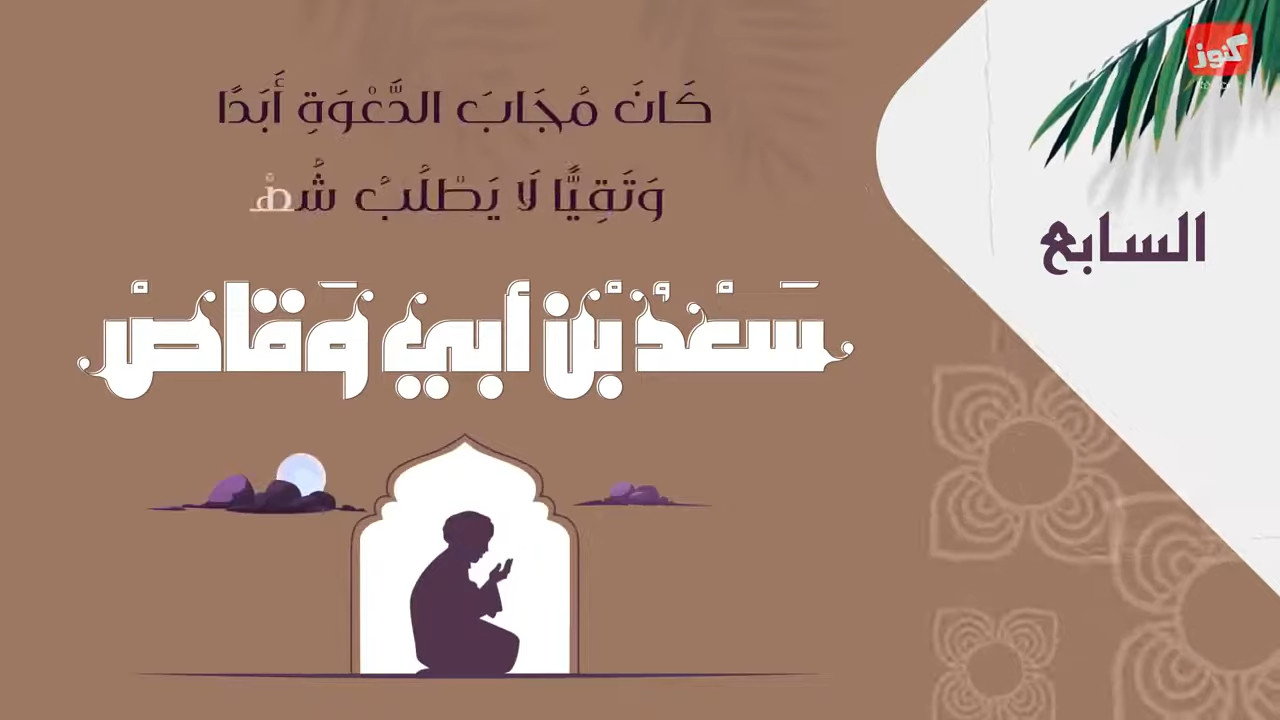 كَانَ مُجَابَ الدَّعْوَةِ أَبَدًا
وَتَقِيًّا لَا يَطْلُبُ شُهْ
سَعْدُ بْنُ أَبِي وَقَاصْ
السابع
كنوز